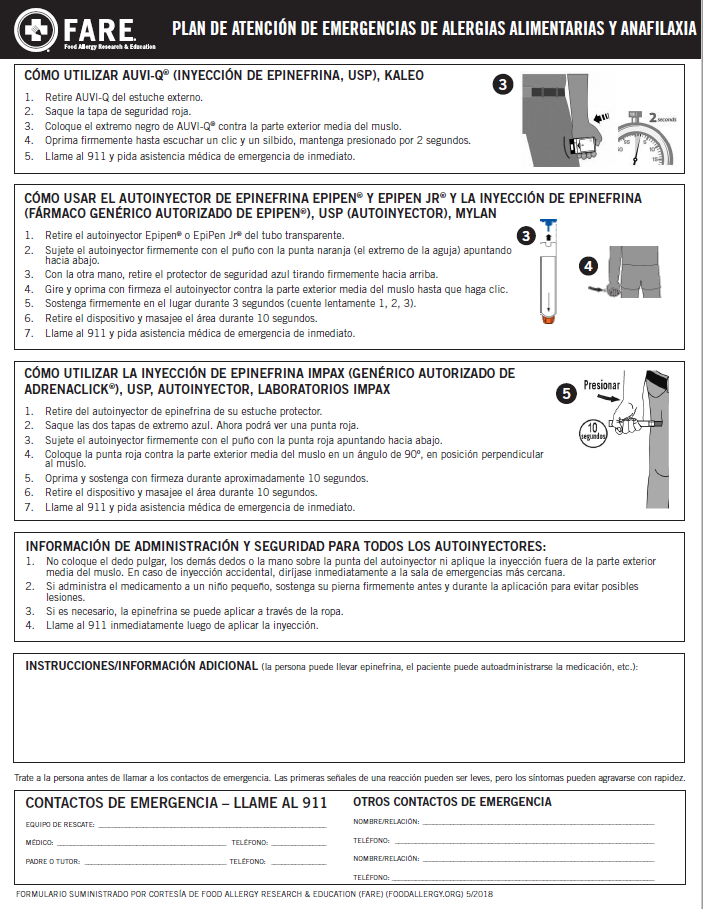 FARE
Food Allergy Research & Education
PLAN DE ATENCIÓN DE EMERGENCIAS DE ALERGIAS ALIMENTARIAS Y ANAFILAXIA
CÓMO UTILIZAR AUVI-Q® (INYECCIÓN DE EPINEFRINA, USP), KALEO
1. Retire AUVI-Q del estuche externo.
2. Saque la tapa de seguridad roja.
3. Coloque el extremo negro de AUVI-Q® contra la parte exterior media del muslo.
4. Oprima firmemente hasta escuchar un clic y un silbido, mantenga presionado por 2 segundos.
5. Llame al 911 y pida asistencia médica de emergencia de inmediato.
3
2 seconds
CÓMO USAR EL AUTOINYECTOR DE EPINEFRINA EPIPEN® Y EPIPEN JR® Y LA INYECCIÓN DE EPINEFRINA
(FÁRMACO GENÉRICO AUTORIZADO DE EPIPEN®), USP (AUTOINYECTOR), MYLAN
1. Retire el autoinyector Epipen® o EpiPen Jr® del tubo transparente.
2. Sujete el autoinyector firmemente con el puño con la punta naranja (el extremo de la aguja) apuntando
hacia abajo.
3. Con la otra mano, retire el protector de seguridad azul tirando firmemente hacia arriba.
4. Gire y oprima con firmeza el autoinyector contra la parte exterior media del muslo hasta que haga clic.
5. Sostenga firmemente en el lugar durante 3 segundos (cuente lentamente 1, 2, 3).
6. Retire el dispositivo y masajee el área durante 10 segundos.
7. Llame al 911 y pida asistencia médica de emergencia de inmediato.
3
4
CÓMO UTILIZAR LA INYECCIÓN DE EPINEFRINA IMPAX (GENÉRICO AUTORIZADO DE
ADRENACLICK®), USP, AUTOINYECTOR, LABORATORIOS IMPAX
1. Retire del autoinyector de epinefrina de su estuche protector.
2. Saque las dos tapas de extremo azul. Ahora podrá ver una punta roja.
3. Sujete el autoinyector firmemente con el puño con la punta roja apuntando hacia abajo.
4. Coloque la punta roja contra la parte exterior media del muslo en un ángulo de 90º, en posición perpendicular
al muslo.
5. Oprima y sostenga con firmeza durante aproximadamente 10 segundos.
6. Retire el dispositivo y masajee el área durante 10 segundos.
7. Llame al 911 y pida asistencia médica de emergencia de inmediato.
5
Presionar
10
segundos
INFORMACIÓN DE ADMINISTRACIÓN Y SEGURIDAD PARA TODOS LOS AUTOINYECTORES:
1. No coloque el dedo pulgar, los demás dedos o la mano sobre la punta del autoinyector ni aplique la inyección fuera de la parte exterior
media del muslo. En caso de inyección accidental, diríjase inmediatamente a la sala de emergencias más cercana.
2. Si administra el medicamento a un niño pequeño, sostenga su pierna firmemente antes y durante la aplicación para evitar posibles
lesiones.
3. Si es necesario, la epinefrina se puede aplicar a través de la ropa.
4. Llame al 911 inmediatamente luego de aplicar la inyección.
INSTRUCCIONES/INFORMACIÓN ADICIONAL (la persona puede llevar epinefrina, el paciente puede autoadministrarse la medicación, etc.):
Trate a la persona antes de llamar a los contactos de emergencia. Las primeras señales de una reacción pueden ser leves, pero los síntomas pueden agravarse con rapidez.
CONTACTOS DE EMERGENCIA – LLAME AL 911
EQUIPO DE RESCATE:
MÉDICO: TELÉFONO:
PADRE O TUTOR: TELÉFONO:
OTROS CONTACTOS DE EMERGENCIA
NOMBRE/RELACIÓN:
TELÉFONO:
NOMBRE/RELACIÓN:
TELÉFONO:
FORMULARIO SUMINISTRADO POR CORTESÍA DE FOOD ALLERGY RESEARCH & EDUCATION (FARE) (FOODALLERGY.ORG) 5/2018